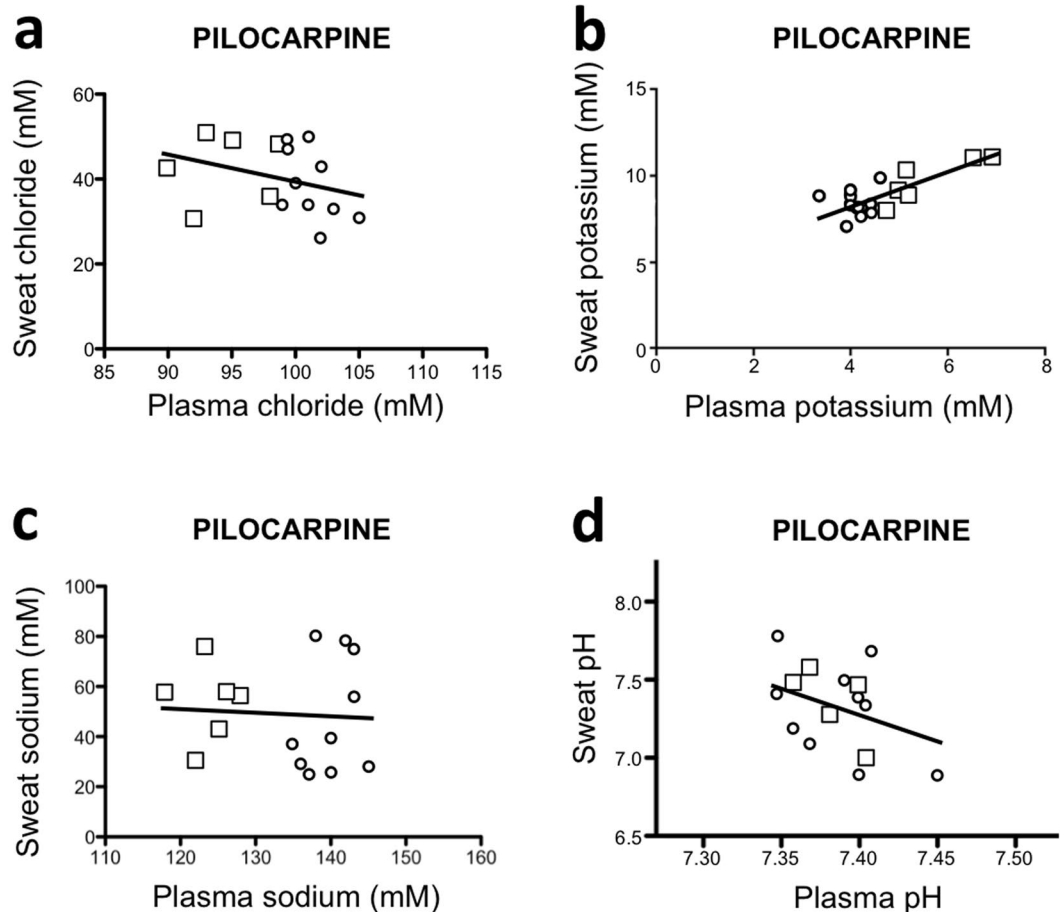 a
PILOCARPINE
Sweat chloride (mM)
60
40
20
0
85 90 95 100 105 110 115
Plasma chloride (mM)
b
PILOCARPINE
Sweat potassium (mM)
15
10
5
0
0 2 4 6 8
Plasma potassium (mM)
c
PILOCARPINE
Sweat sodium (mM)
100
80
60
40
20
0
110 120 130 140 150 160
Plasma sodium (mM)
d
PILOCARPINE
Sweat pH
8.0
7.5
7.0
6.5
7.30 7.35 7.40 7.45 7.50
Plasma pH